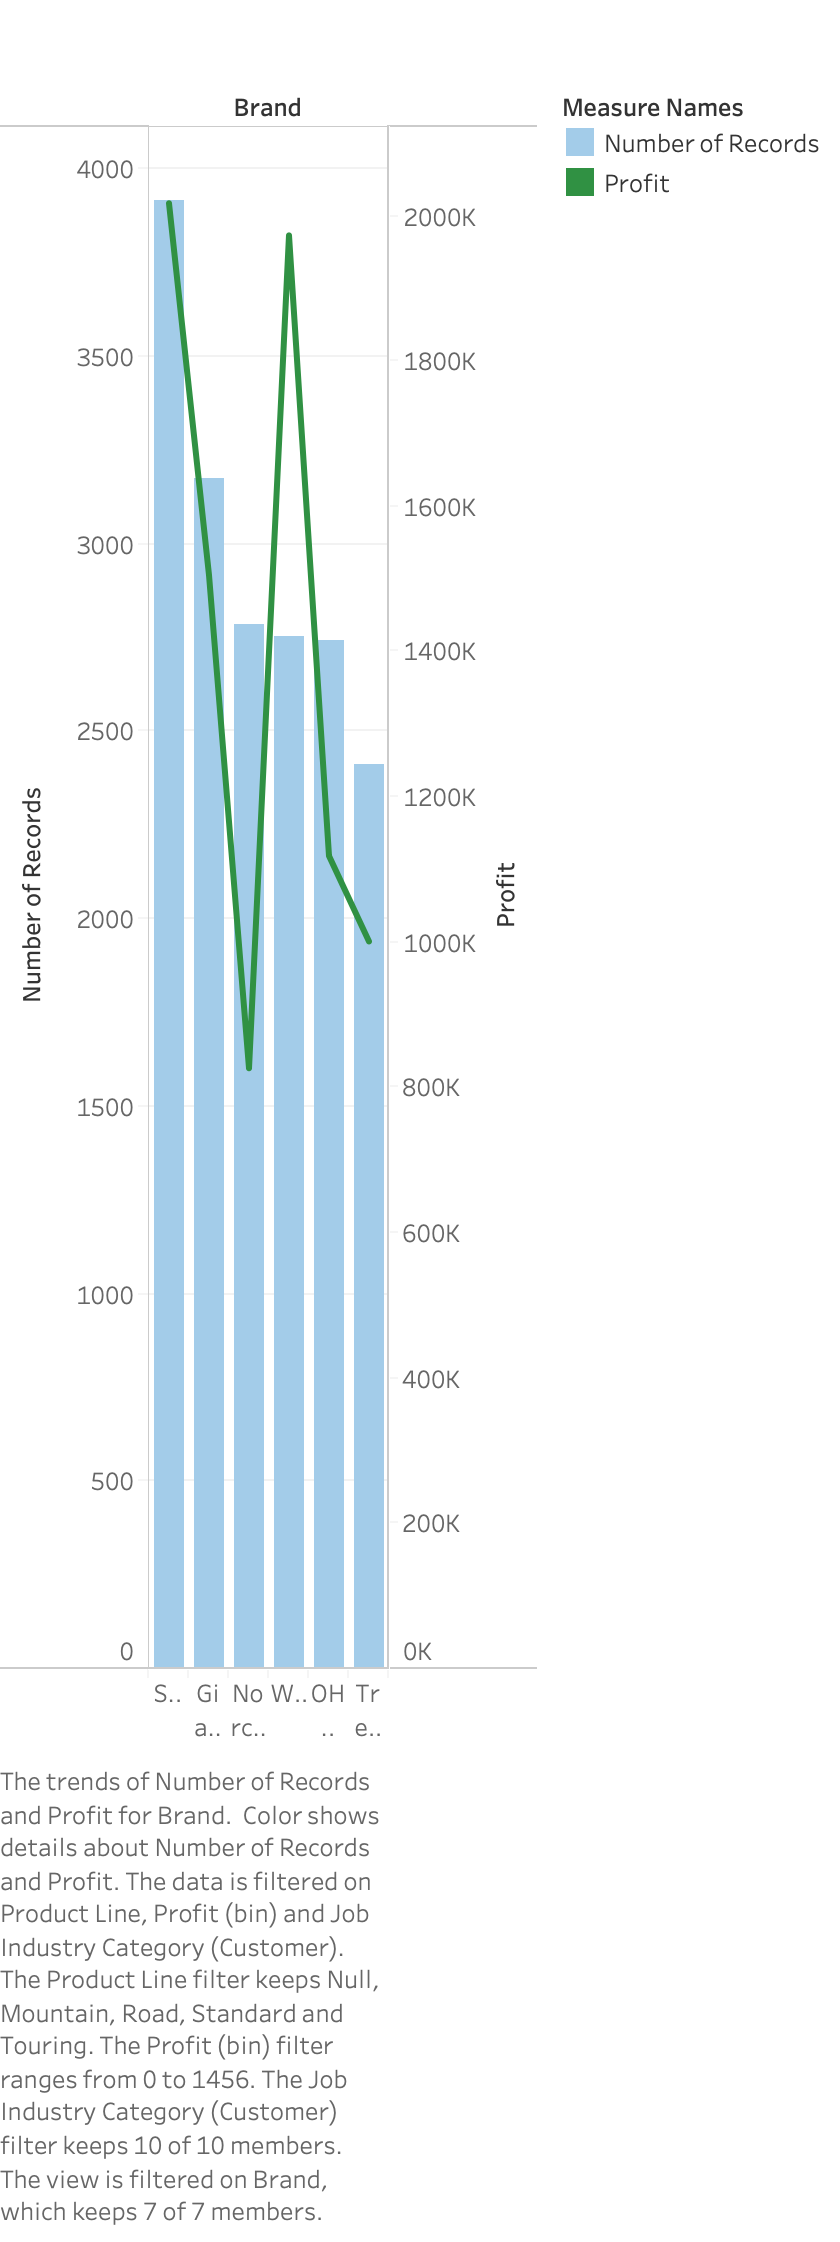 Brand
Measure Names
Number of Records
Profit
4000
3500
3000
2500
2000
1500
1000
500
0
Number of Records
2000K
1800K
1600K
1400K
1200K
1000K
800K
600K
400K
200K
0K
Profit
S.. Gi No W.. OH Tr
a.. rc.. .. e..
The trends of Number of Records
and Profit for Brand.  Color shows
details about Number of Records
and Profit. The data is filtered on
Product Line, Profit (bin) and Job
Industry Category (Customer).
The Product Line filter keeps Null,
Mountain, Road, Standard and
Touring. The Profit (bin) filter
ranges from 0 to 1456. The Job
Industry Category (Customer)
filter keeps 10 of 10 members.
The view is filtered on Brand,
which keeps 7 of 7 members.